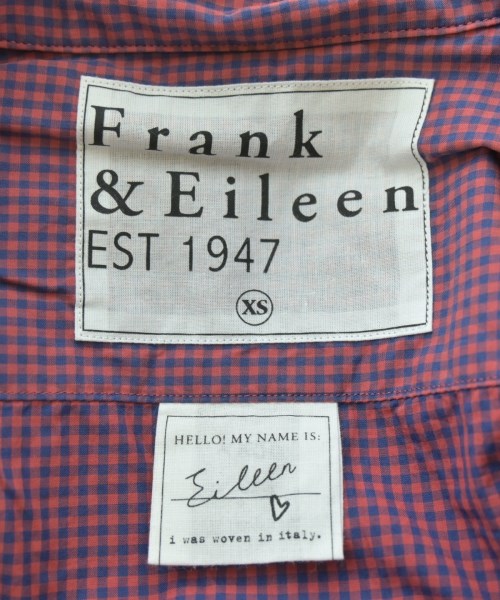 Frank
& Eileen
EST 1947
XS
HELLO! MY NAME IS:
Eileen
i was woven in italy.